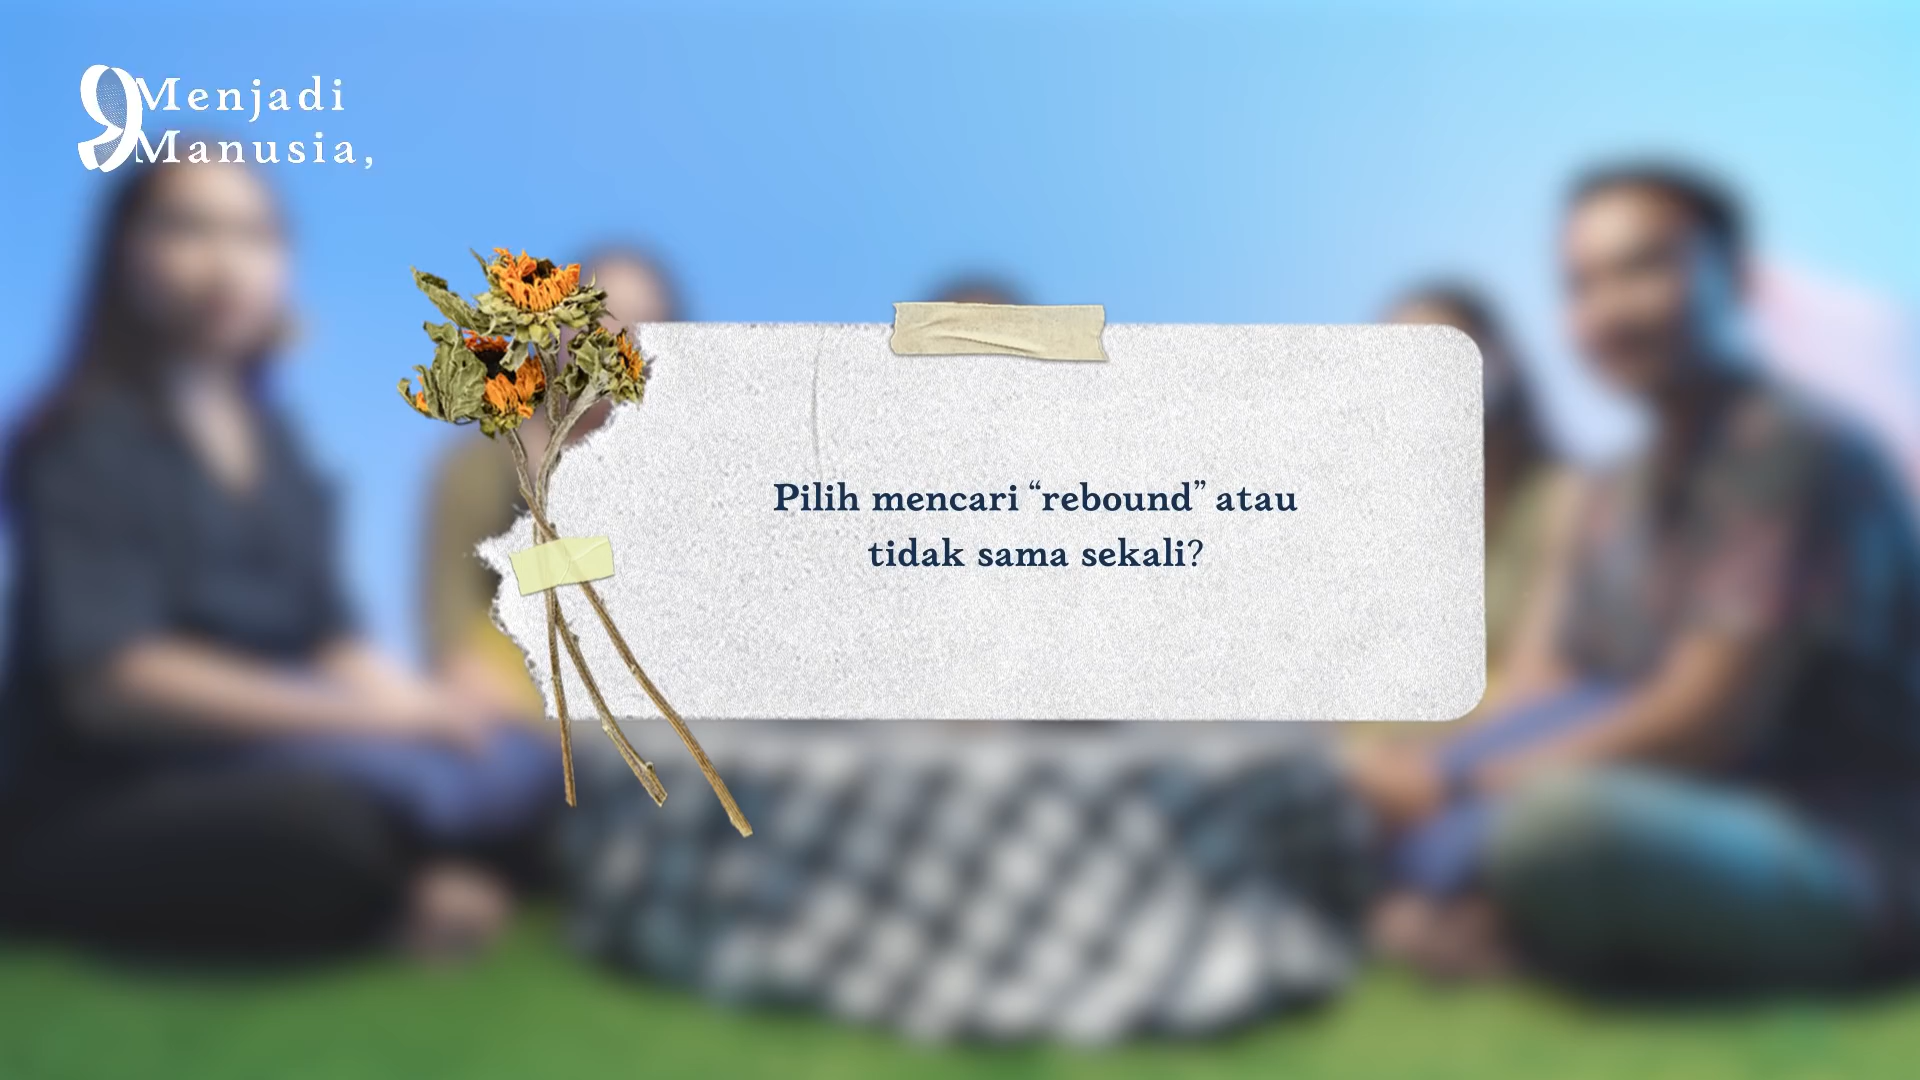 Menjadi
Manusia,
Pilih mencari “rebound” atau
tidak sama sekali?